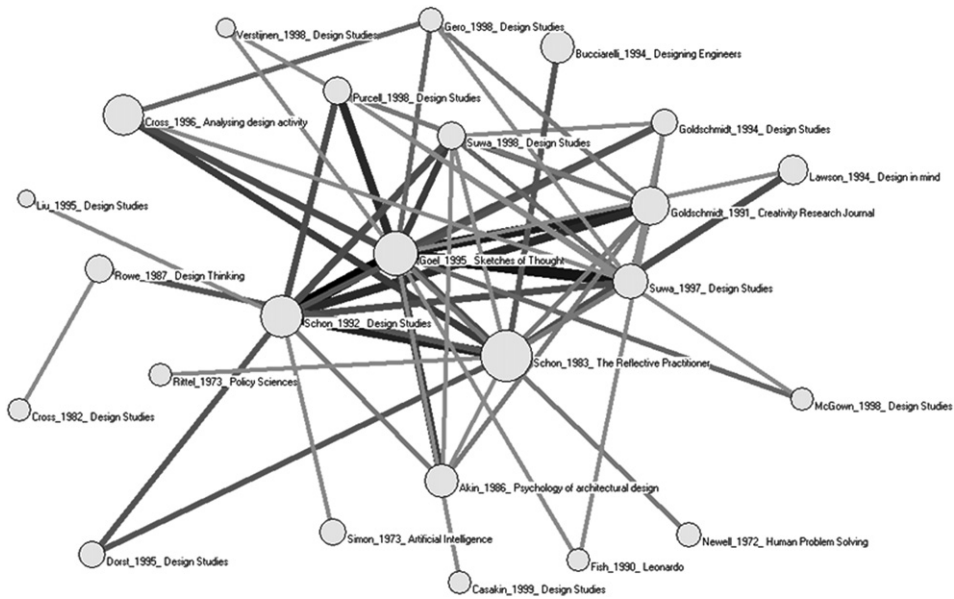 Verstijnen_1998_ Design Studies
Gero_1998_ Design Studies
Bucciarelli_1994_ Designing Engineers
Purcell_1998_ Design Studies
Cross_1996_ Analysing design activity
Suwa_1998_ Design Studies
Goldschmidt_1994_ Design Studies
Lawson_1994_ Design in mind
Liu_1995_ Design Studies
Goldschmidt_1991_ Creativity Research Journal
Goel_1995_ Sketches of Thought
Rowe_1987_ Design Thinking
Suwa_1997_ Design Studies
Schon_1992_ Design Studies
Schon_1983_ The Reflective Practitioner
Rittel_1973_ Policy Sciences
McGown_1998_ Design Studies
Cross_1982_ Design Studies
Akin_1986_ Psychology of architectural design
Simon_1973_ Artificial Intelligence
Newell_1972_ Human Problem Solving
Dorst_1995_ Design Studies
Fish_1990_ Leonardo
Casakin_1999_ Design Studies